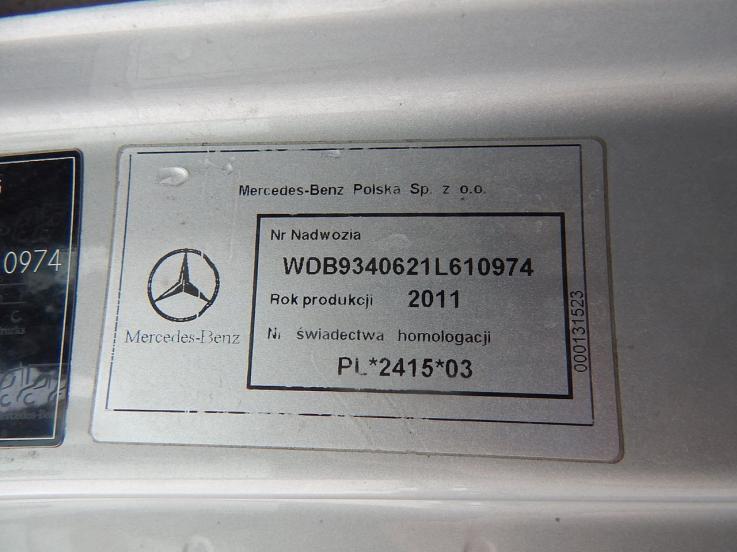 0974
C
Mercedes-Benz Polska Sp. z o.o.
Nr Nadwozia
WDB9340621L610974
Rok produkcji 2011
Nr świadectwa homologacji
PL*2415*03
Mercedes-Benz
000131523